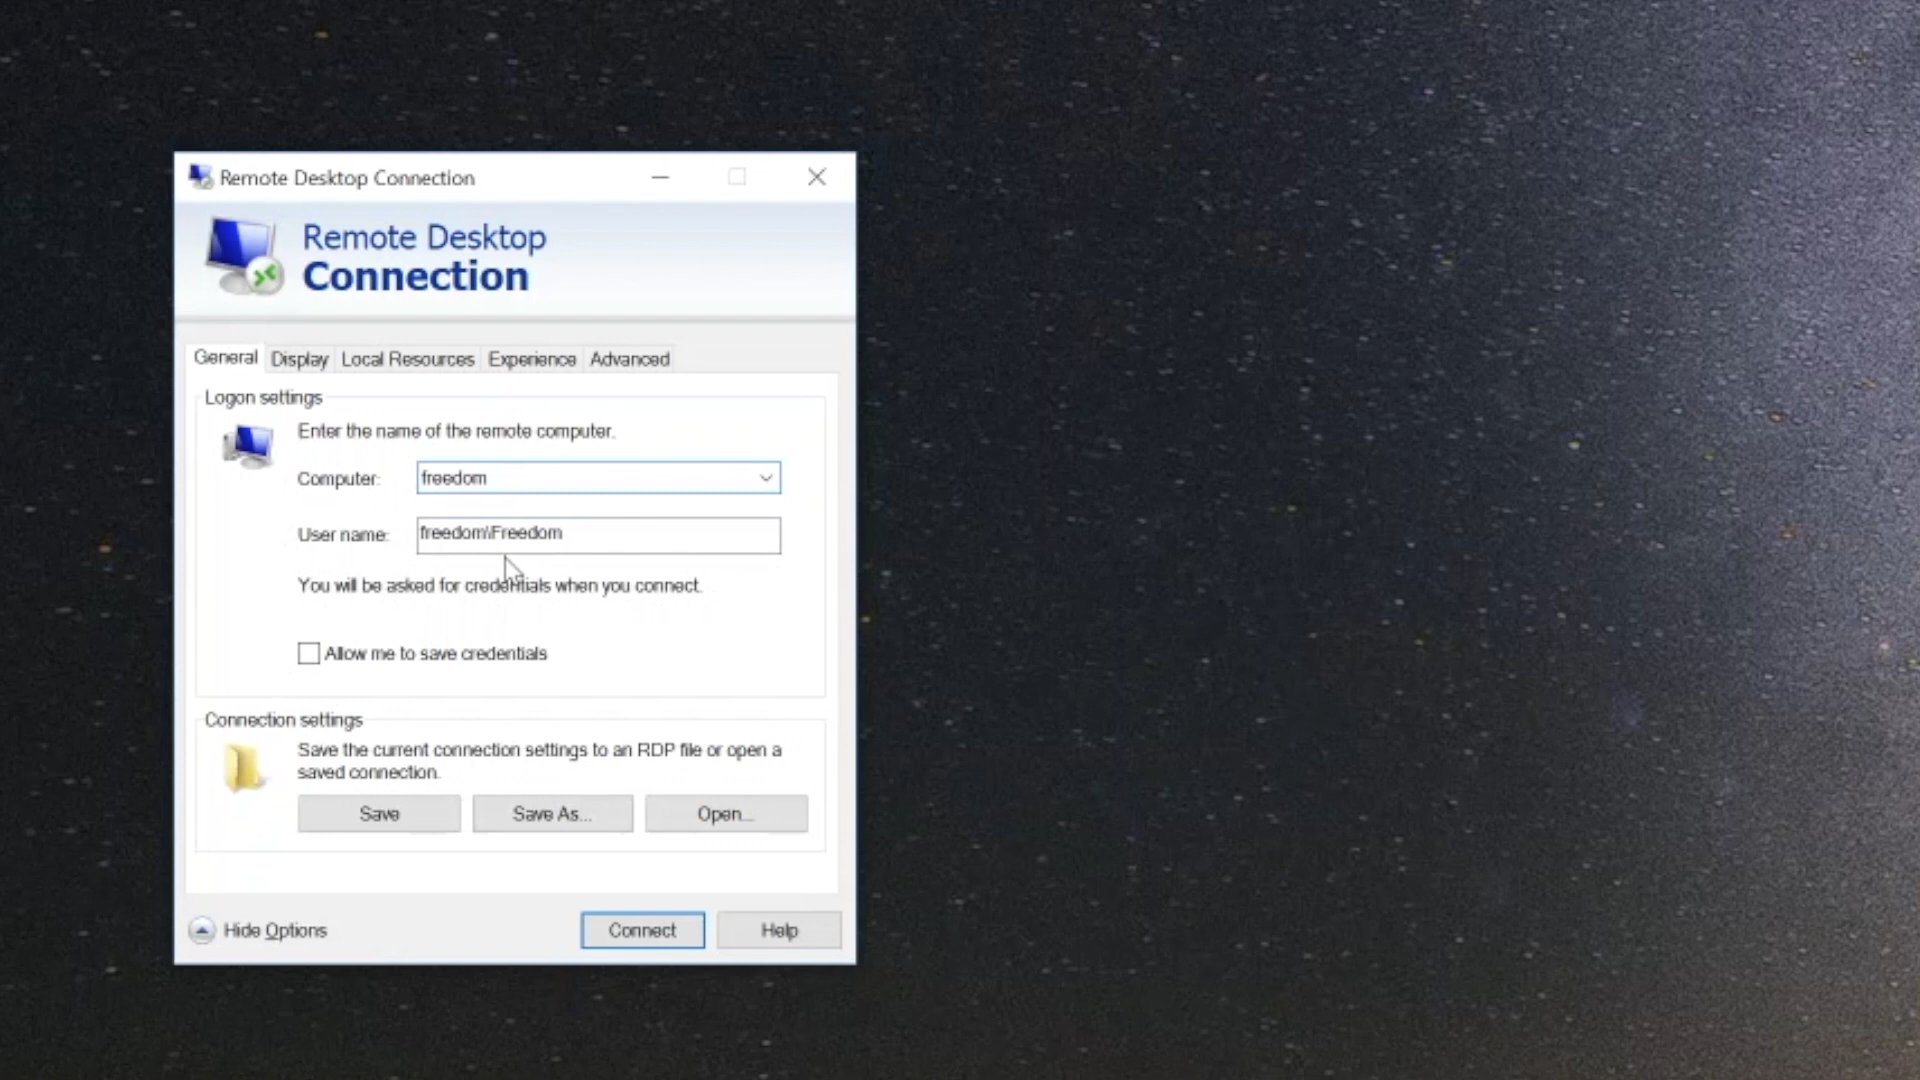 Remote Desktop Connection
Remote Desktop
Connection
General Display Local Resources Experience Advanced
Logon settings
Enter the name of the remote computer.
Computer: freedom
User name: freedom\Freedom
You will be asked for credentials when you connect.
Allow me to save credentials
Connection settings
Save the current connection settings to an RDP file or open a
saved connection.
Save Save As... Open...
Hide Options Connect Help